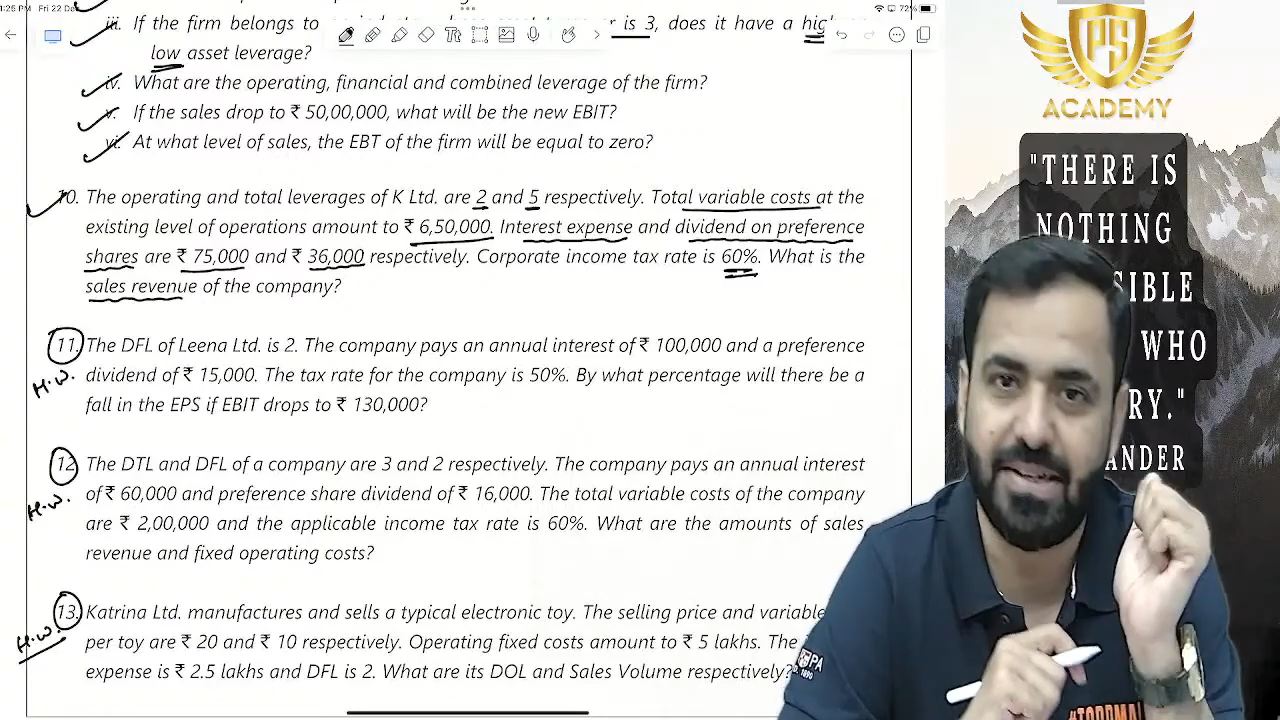 1:26 PM Fri 22 De
72%
iii. If the firm belongs to
is 3, does it have a high
low asset leverage?
iv. What are the operating, financial and combined leverage of the firm?
v. If the sales drop to ₹ 50,00,000, what will be the new EBIT?
vi. At what level of sales, the EBT of the firm will be equal to zero?
10. The operating and total leverages of K Ltd. are 2 and 5 respectively. Total variable costs at the
existing level of operations amount to ₹ 6,50,000. Interest expense and dividend on preference
shares are ₹ 75,000 and ₹ 36,000 respectively. Corporate income tax rate is 60%. What is the
sales revenue of the company?
11. The DFL of Leena Ltd. is 2. The company pays an annual interest of ₹ 100,000 and a preference
H.W. dividend of ₹ 15,000. The tax rate for the company is 50%. By what percentage will there be a
fall in the EPS if EBIT drops to ₹ 130,000?
12 The DTL and DFL of a company are 3 and 2 respectively. The company pays an annual interest
H.W. of ₹ 60,000 and preference share dividend of ₹ 16,000. The total variable costs of the company
are ₹ 2,00,000 and the applicable income tax rate is 60%. What are the amounts of sales
revenue and fixed operating costs?
13. Katrina Ltd. manufactures and sells a typical electronic toy. The selling price and variable
H.W. per toy are ₹ 20 and ₹ 10 respectively. Operating fixed costs amount to ₹ 5 lakhs. The
expense is ₹ 2.5 lakhs and DFL is 2. What are its DOL and Sales Volume respectively?
PS
ACADEMY
"THERE IS
NOTHING
SIBLE
WHO
RY."
ANDER
PA